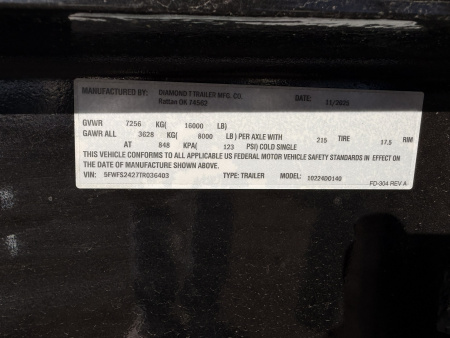 MANUFACTURED BY: DIAMOND T TRAILER MFG. CO. DATE: 11/2025
Rattan OK 74562
GVWR 7256 KG( 16000 LB)
GAWR ALL 3628 KG( 8000 LB) PER AXLE WITH 215 TIRE 17.5 RIM
AT 848 KPA( 123 PSI) COLD SINGLE
THIS VEHICLE CONFORMS TO ALL APPLICABLE US FEDERAL MOTOR VEHICLE SAFETY STANDARDS IN EFFECT ON
THE DATE OF MANUFACTURE SHOWN ABOVE.
VIN: 5FWFS2427TR036403 TYPE: TRAILER MODEL: 10224DO140
FD-304 REV A